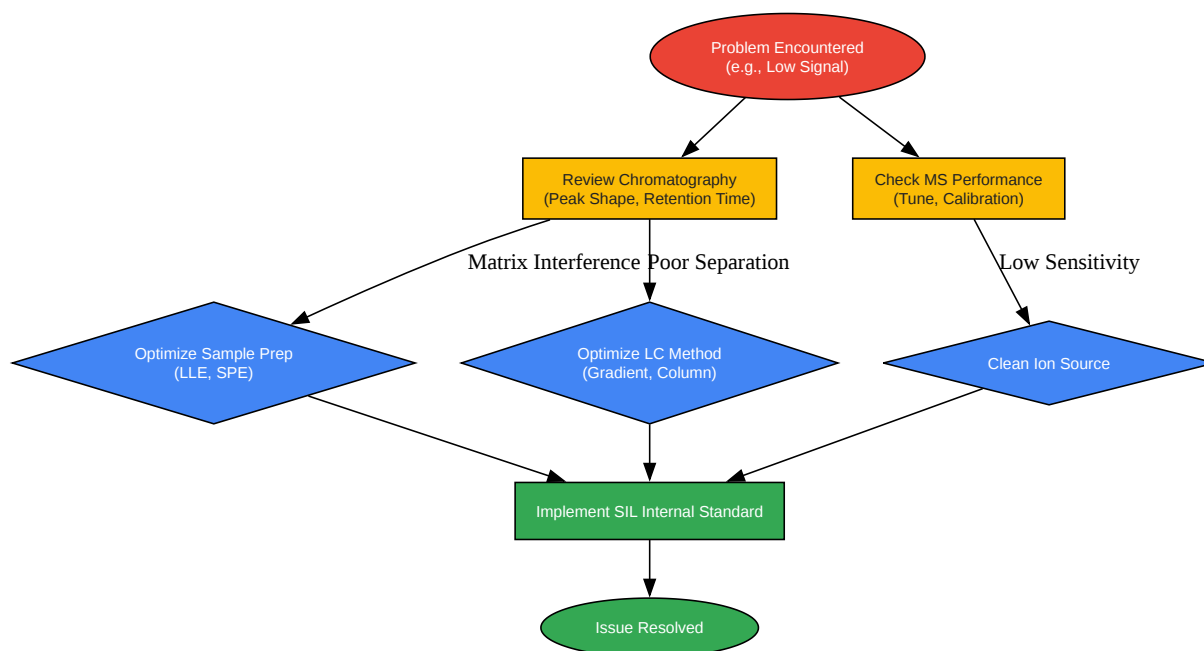 Problem Encountered
(e.g., Low Signal)
Review Chromatography
(Peak Shape, Retention Time)
Check MS Performance
(Tune, Calibration)
Matrix Interference
Poor Separation
Low Sensitivity
Optimize Sample Prep
(LLE, SPE)
Optimize LC Method
(Gradient, Column)
Clean Ion Source
Implement SIL Internal Standard
Issue Resolved